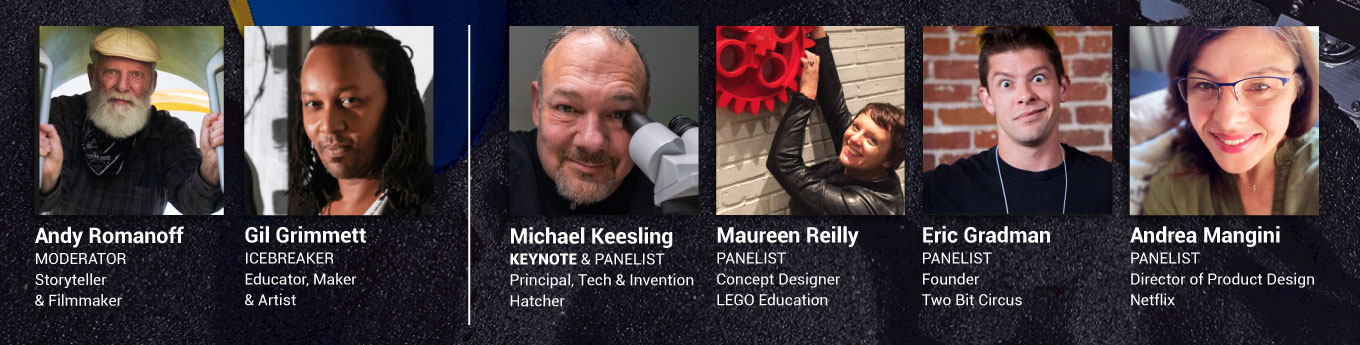 Andy Romanoff
MODERATOR
Storyteller
& Filmmaker
Gil Grimmett
ICEBREAKER
Educator, Maker
& Artist
Michael Keesling
KEYNOTE & PANELIST
Principal, Tech & Invention
Hatcher
Maureen Reilly
PANELIST
Concept Designer
LEGO Education
Eric Gradman
PANELIST
Founder
Two Bit Circus
Andrea Mangini
PANELIST
Director of Product Design
Netflix